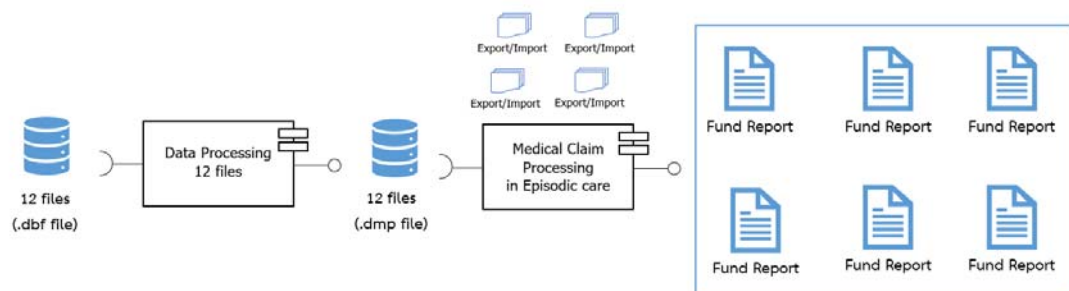 Export/Import
Export/Import
Export/Import
Export/Import
12 files
(.dbf file)
Data Processing
12 files
12 files
(.dmp file)
Medical Claim
Processing
in Episodic care
Fund Report
Fund Report
Fund Report
Fund Report
Fund Report
Fund Report